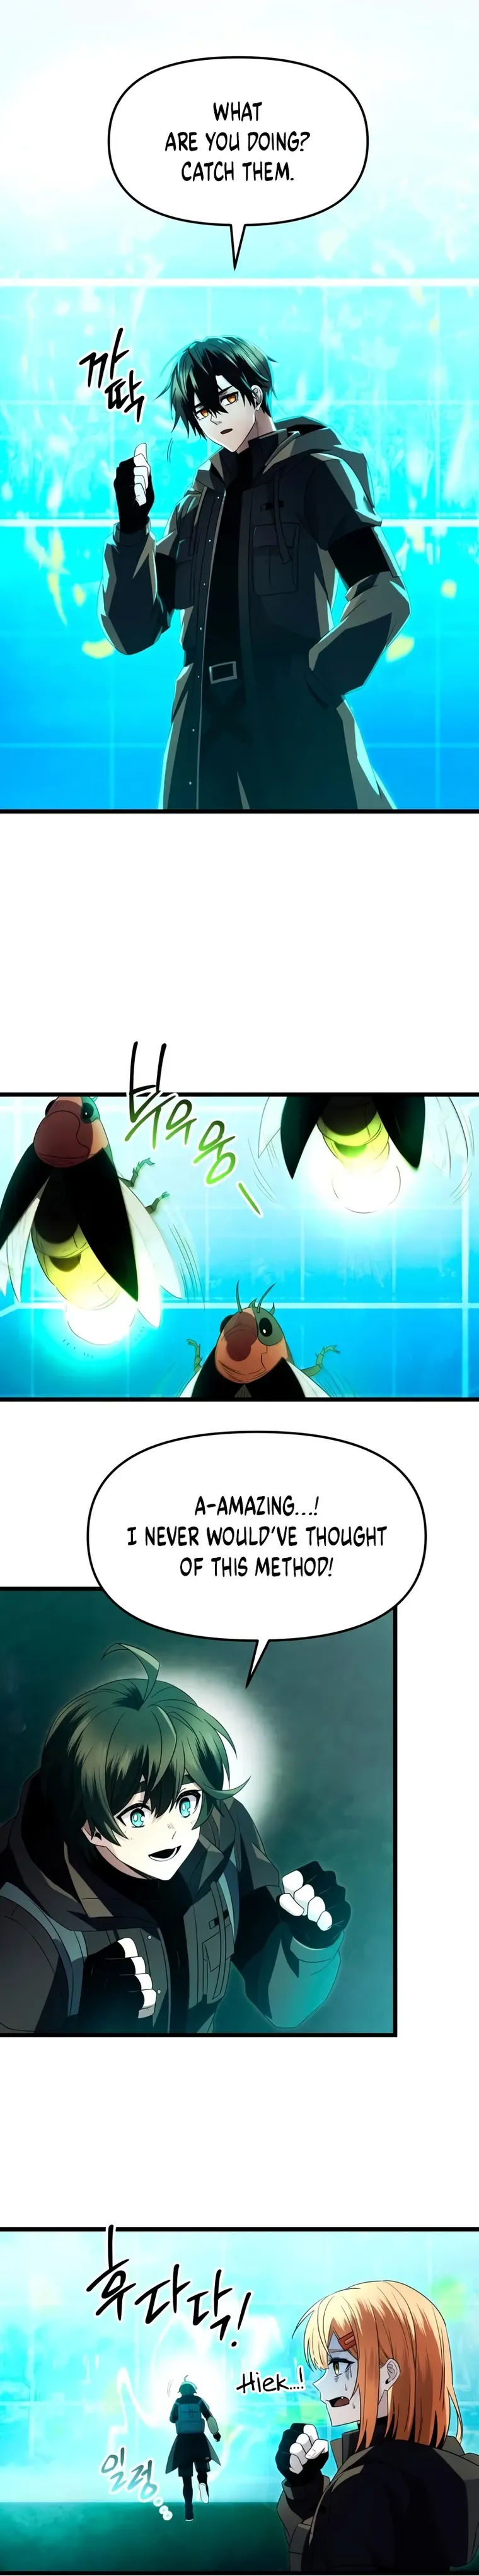 WHAT
ARE YOU DOING?
CATCH THEM.
까
딱
부우웅
A-AMAZING...!
I NEVER WOULD'VE THOUGHT
OF THIS METHOD!
후다닥!
Hiek...!
일렁...